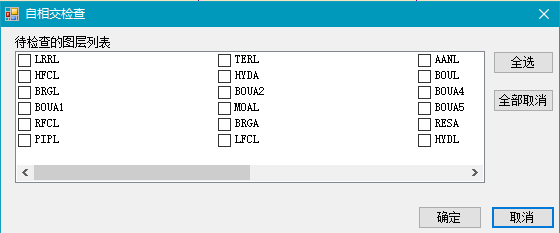 自相交检查
待检查的图层列表
LRRL TERL AANL
HFCL HYDA BOUL
BRGL BOUA2 BOUA4
BOUA1 MOAL BOUA5
RFCL BRGA RESA
PIPL LFCL HYDL
全选
全部取消
确定 取消